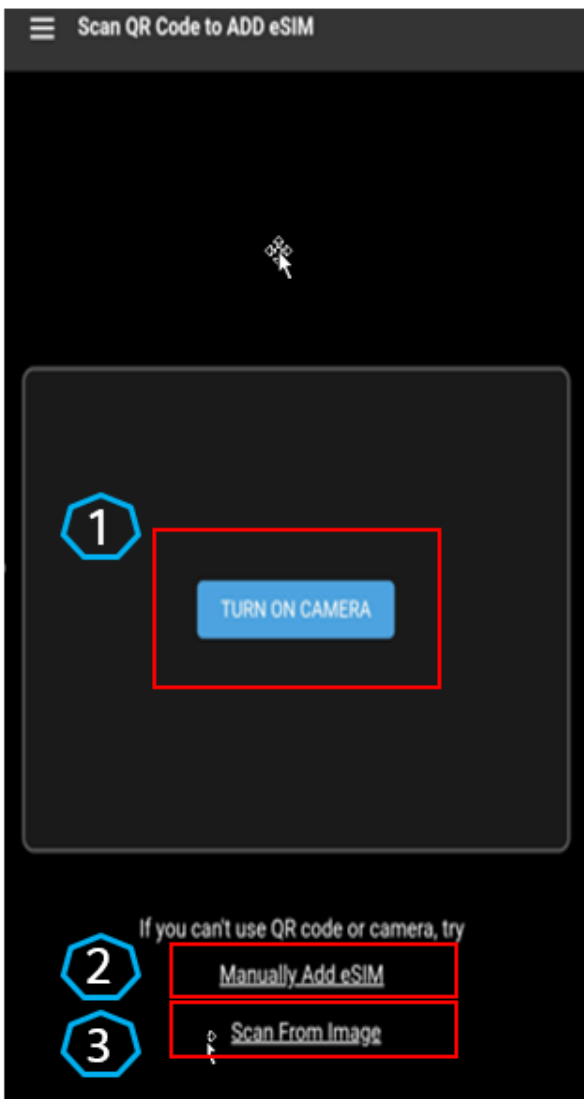 Scan QR Code to ADD eSIM
1
TURN ON CAMERA
If you can't use QR code or camera, try
2
Manually Add eSIM
3
Scan From Image